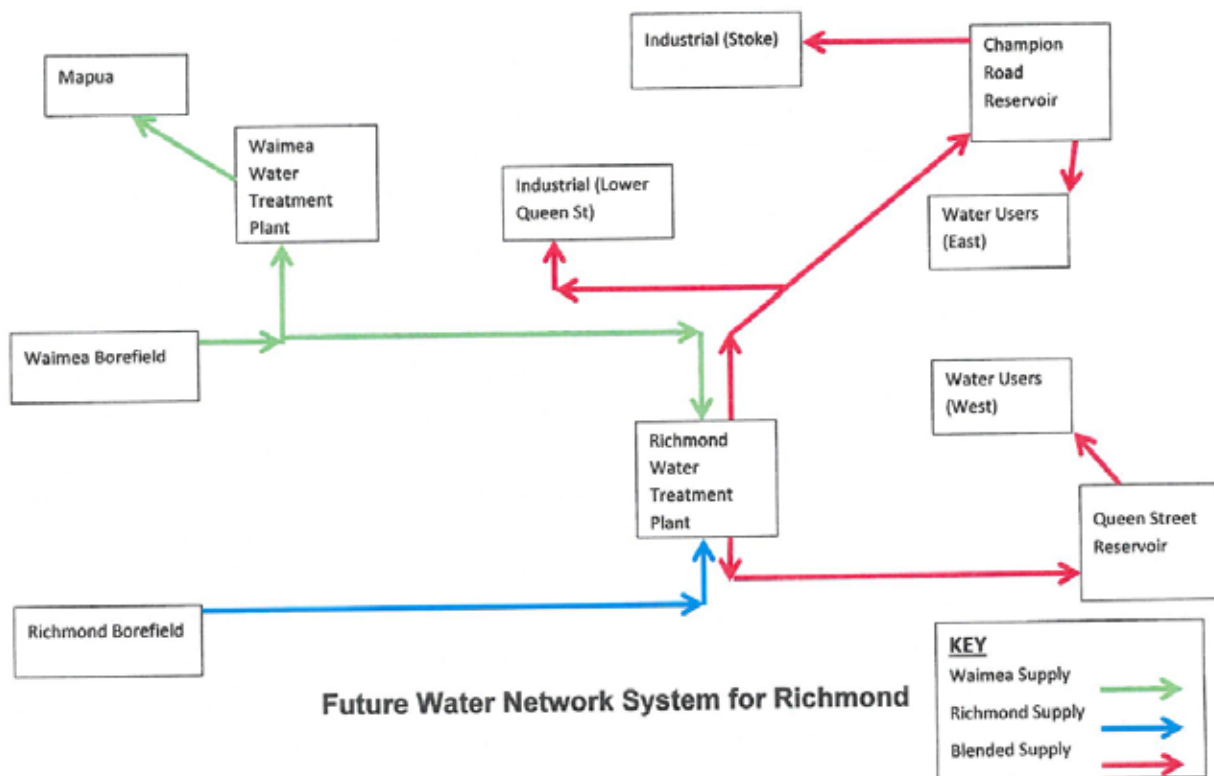 Industrial (Stoke)
Champion
Road
Reservoir
Mapua
Waimea
Water
Treatment
Plant
Industrial (Lower
Queen St)
Water Users
(East)
Waimea Borefield
Water Users
(West)
Richmond
Water
Treatment
Plant
Queen Street
Reservoir
Richmond Borefield
KEY
Waimea Supply
Richmond Supply
Blended Supply
Future Water Network System for Richmond